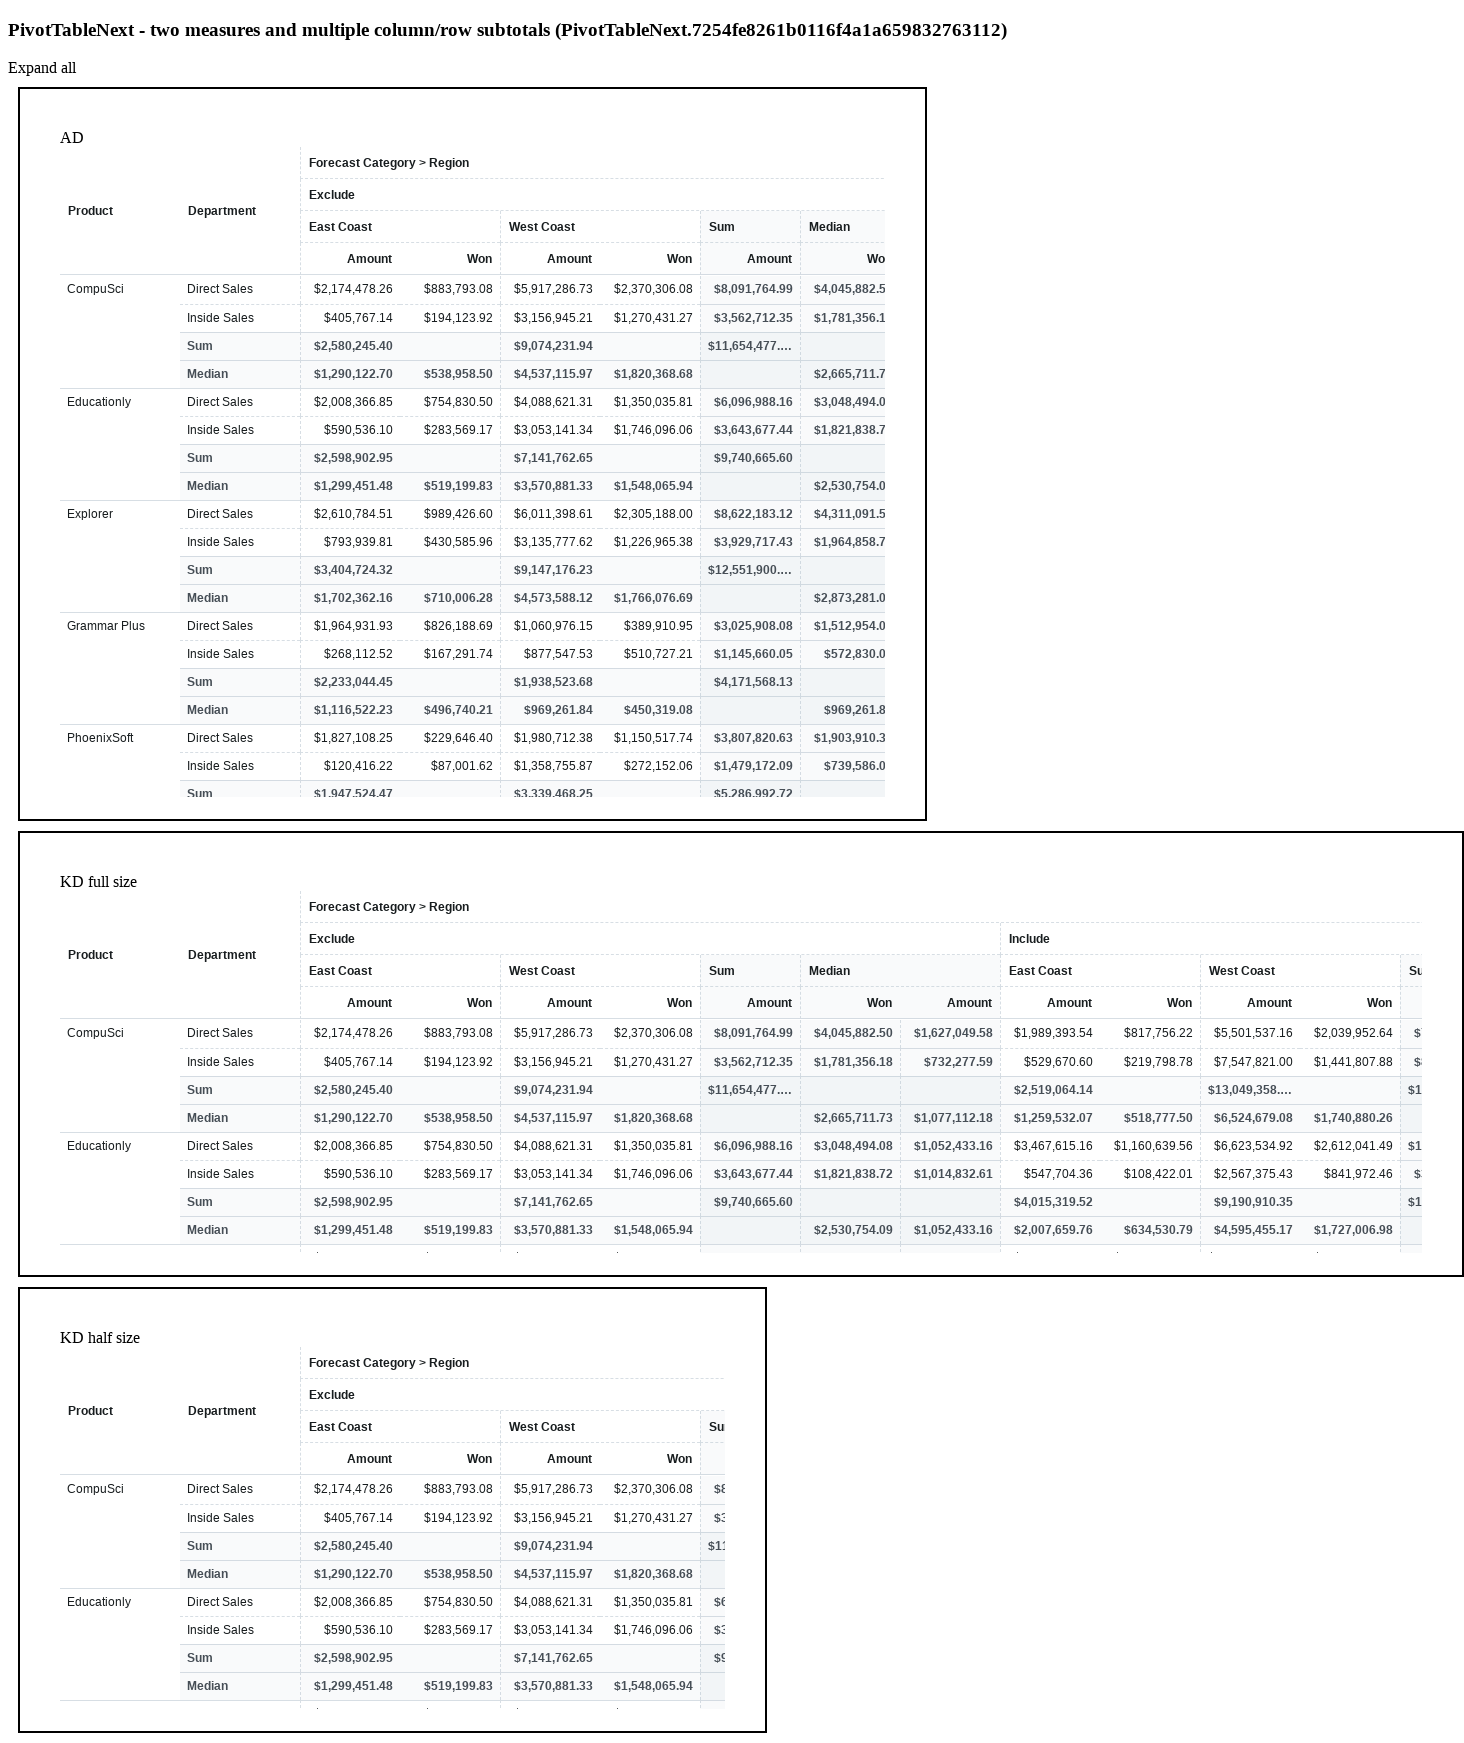 PivotTableNext - two measures and multiple column/row subtotals (PivotTableNext.7254fe8261b0116f4a1a659832763112)
Expand all
AD
Forecast Category > Region
Exclude
Product Department
East Coast West Coast Sum Median
Amount Won Amount Won Amount Wo
CompuSci Direct Sales $2,174,478.26 $883,793.08 $5,917,286.73 $2,370,306.08 $8,091,764.99 $4,045,882.5
Inside Sales $405,767.14 $194,123.92 $3,156,945.21 $1,270,431.27 $3,562,712.35 $1,781,356.1
Sum $2,580,245.40 $9,074,231.94 $11,654,477....
Median $1,290,122.70 $538,958.50 $4,537,115.97 $1,820,368.68 $2,665,711.7
Educationly Direct Sales $2,008,366.85 $754,830.50 $4,088,621.31 $1,350,035.81 $6,096,988.16 $3,048,494.0
Inside Sales $590,536.10 $283,569.17 $3,053,141.34 $1,746,096.06 $3,643,677.44 $1,821,838.7
Sum $2,598,902.95 $7,141,762.65 $9,740,665.60
Median $1,299,451.48 $519,199.83 $3,570,881.33 $1,548,065.94 $2,530,754.0
Explorer Direct Sales $2,610,784.51 $989,426.60 $6,011,398.61 $2,305,188.00 $8,622,183.12 $4,311,091.5
Inside Sales $793,939.81 $430,585.96 $3,135,777.62 $1,226,965.38 $3,929,717.43 $1,964,858.7
Sum $3,404,724.32 $9,147,176.23 $12,551,900....
Median $1,702,362.16 $710,006.28 $4,573,588.12 $1,766,076.69 $2,873,281.0
Grammar Plus Direct Sales $1,964,931.93 $826,188.69 $1,060,976.15 $389,910.95 $3,025,908.08 $1,512,954.0
Inside Sales $268,112.52 $167,291.74 $877,547.53 $510,727.21 $1,145,660.05 $572,830.0
Sum $2,233,044.45 $1,938,523.68 $4,171,568.13
Median $1,116,522.23 $496,740.21 $969,261.84 $450,319.08 $969,261.8
PhoenixSoft Direct Sales $1,827,108.25 $229,646.40 $1,980,712.38 $1,150,517.74 $3,807,820.63 $1,903,910.3
Inside Sales $120,416.22 $87,001.62 $1,358,755.87 $272,152.06 $1,479,172.09 $739,586.0
Sum $1,947,524.47 $3,339,468.25 $5,286,992.72
KD full size
Forecast Category > Region
Exclude Include
Product Department
East Coast West Coast Sum Median East Coast West Coast Su
Amount Won Amount Won Amount Won Amount Amount Won Amount Won
CompuSci Direct Sales $2,174,478.26 $883,793.08 $5,917,286.73 $2,370,306.08 $8,091,764.99 $4,045,882.50 $1,627,049.58 $1,989,393.54 $817,756.22 $5,501,537.16 $2,039,952.64
Inside Sales $405,767.14 $194,123.92 $3,156,945.21 $1,270,431.27 $3,562,712.35 $1,781,356.18 $732,277.59 $529,670.60 $219,798.78 $7,547,821.00 $1,441,807.88
Sum $2,580,245.40 $9,074,231.94 $11,654,477.... $2,519,064.14 $13,049,358.... $1
Median $1,290,122.70 $538,958.50 $4,537,115.97 $1,820,368.68 $2,665,711.73 $1,077,112.18 $1,259,532.07 $518,777.50 $6,524,679.08 $1,740,880.26
Educationly Direct Sales $2,008,366.85 $754,830.50 $4,088,621.31 $1,350,035.81 $6,096,988.16 $3,048,494.08 $1,052,433.16 $3,467,615.16 $1,160,639.56 $6,623,534.92 $2,612,041.49 $1
Inside Sales $590,536.10 $283,569.17 $3,053,141.34 $1,746,096.06 $3,643,677.44 $1,821,838.72 $1,014,832.61 $547,704.36 $108,422.01 $2,567,375.43 $841,972.46
Sum $2,598,902.95 $7,141,762.65 $9,740,665.60 $4,015,319.52 $9,190,910.35 $1
Median $1,299,451.48 $519,199.83 $3,570,881.33 $1,548,065.94 $2,530,754.09 $1,052,433.16 $2,007,659.76 $634,530.79 $4,595,455.17 $1,727,006.98
KD half size
Forecast Category > Region
Exclude
Product Department
East Coast West Coast Su
Amount Won Amount Won
CompuSci Direct Sales $2,174,478.26 $883,793.08 $5,917,286.73 $2,370,306.08 $8
Inside Sales $405,767.14 $194,123.92 $3,156,945.21 $1,270,431.27 $3
Sum $2,580,245.40 $9,074,231.94 $11
Median $1,290,122.70 $538,958.50 $4,537,115.97 $1,820,368.68
Educationly Direct Sales $2,008,366.85 $754,830.50 $4,088,621.31 $1,350,035.81 $6
Inside Sales $590,536.10 $283,569.17 $3,053,141.34 $1,746,096.06 $3
Sum $2,598,902.95 $7,141,762.65 $9
Median $1,299,451.48 $519,199.83 $3,570,881.33 $1,548,065.94